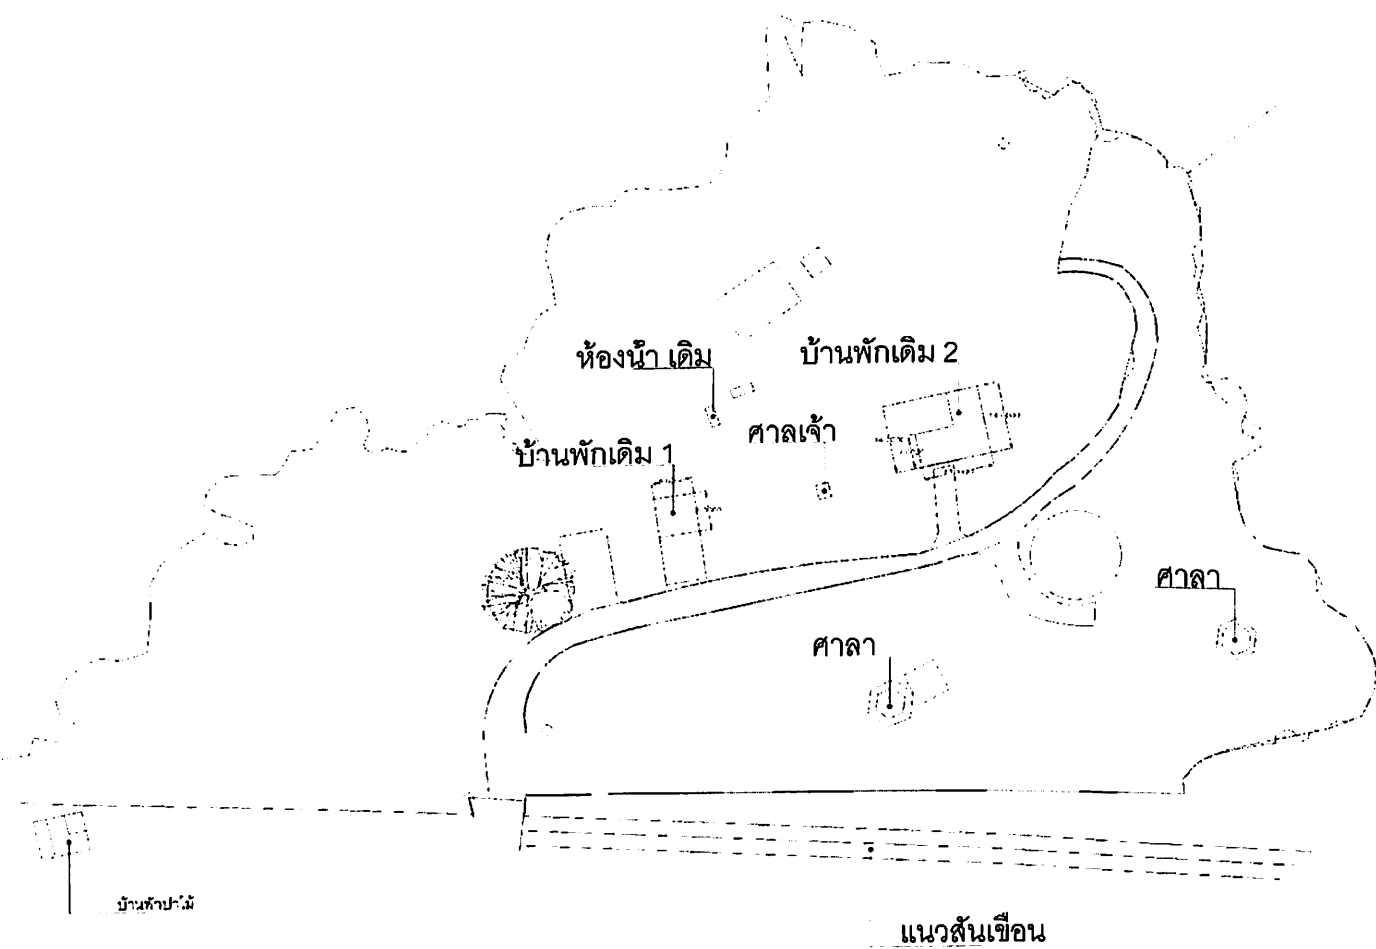 ห้องน้ำ เดิม
บ้านพักเดิม 2
ศาลเจ้า
บ้านพักเดิม 1
ศาลา
ศาลา
แนวสันเขื่อน